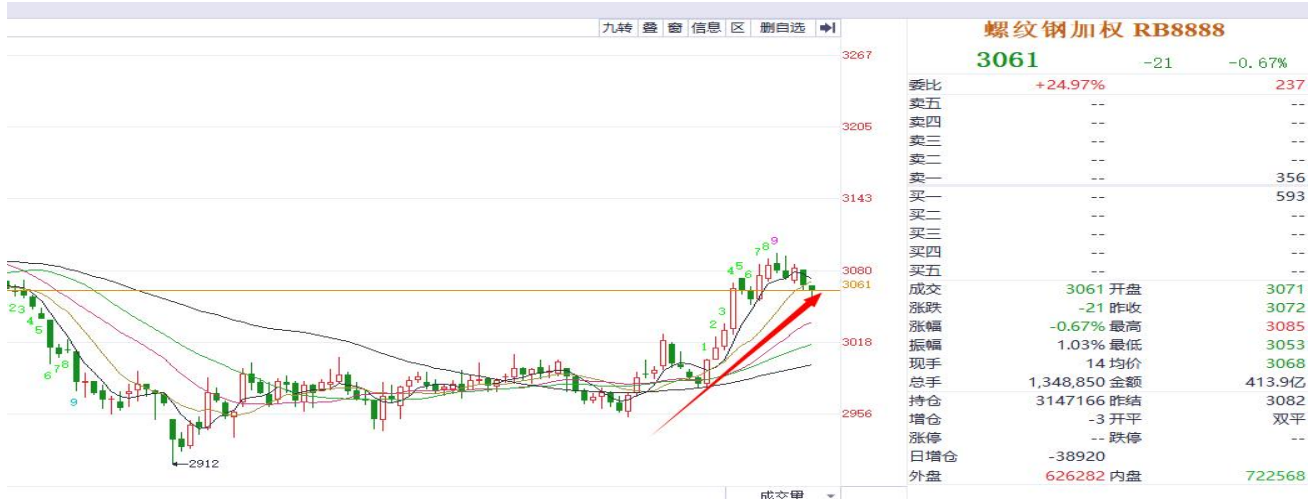 九转 叠 窗 信息 区 删自选
螺纹钢加权 RB8888
3061 -21 -0.67%
委比 +24.97% 237
卖五 -- --
卖四 -- --
卖三 -- --
卖二 -- --
卖一 -- 356
买一 -- 593
买二 -- --
买三 -- --
买四 -- --
买五 -- --
成交 3061 开盘 3071
涨跌 -21 昨收 3072
涨幅 -0.67% 最高 3085
振幅 1.03% 最低 3053
现手 14 均价 3068
总手 1,348,850 金额 413.9亿
持仓 3147166 昨结 3082
增仓 -3 开平 双平
涨停 -- 跌停 --
日增仓 -38920
外盘 626282 内盘 722568
3267
3205
3143
3080
3061
3018
2956
2 3 4 5 6 7 8 9
1 2 3 4 5 6 7 8 9
2912
成交量